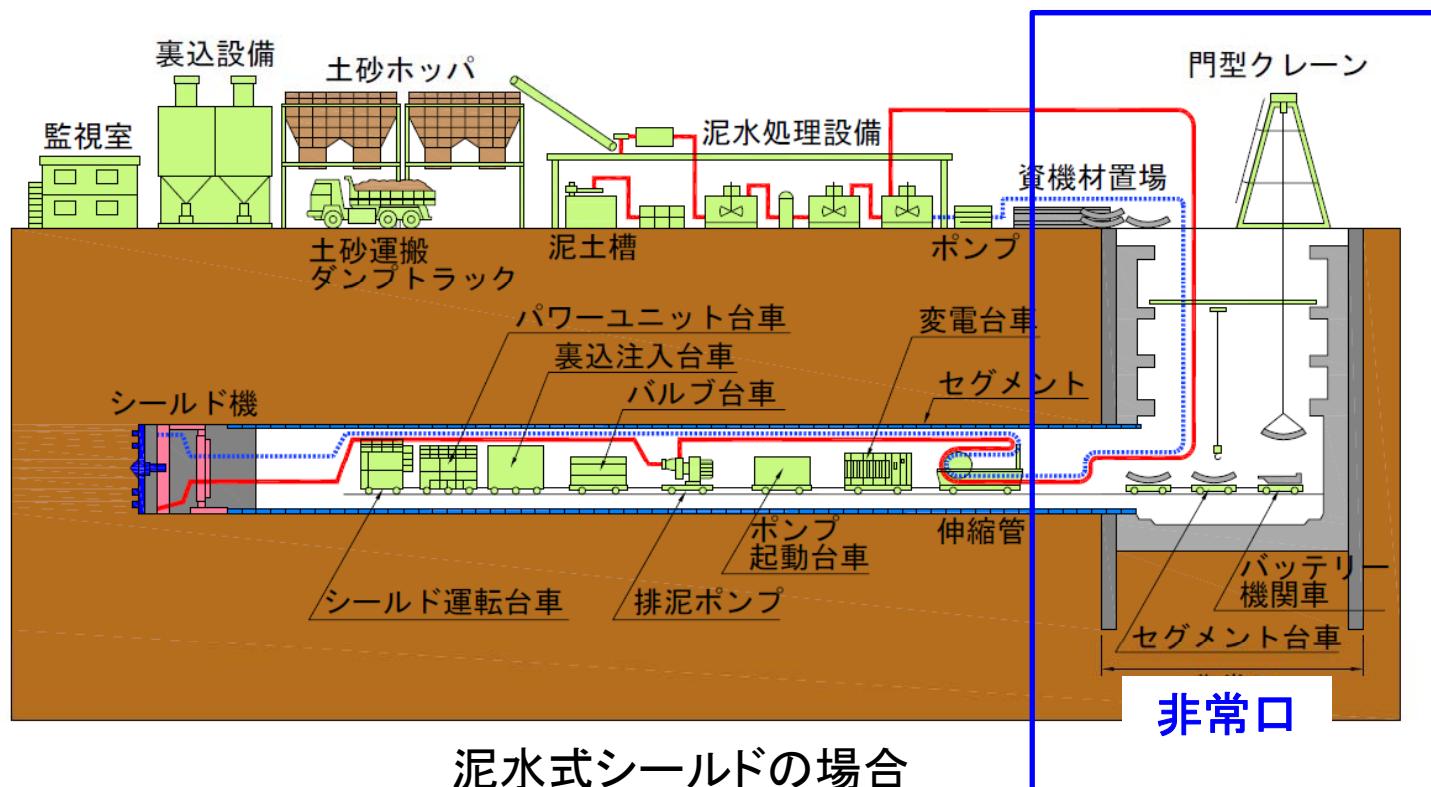 裏込設備
土砂ホッパ
門型クレーン
監視室
泥水処理設備
資機材置場
土砂運搬
ダンプトラック
泥土槽
ポンプ
パワーユニット台車
変電台車
裏込注入台車
セグメント
バルブ台車
シールド機
ポンプ
起動台車
伸縮管
バッテリー
機関車
シールド運転台車
排泥ポンプ
セグメント台車
非常口
泥水式シールドの場合